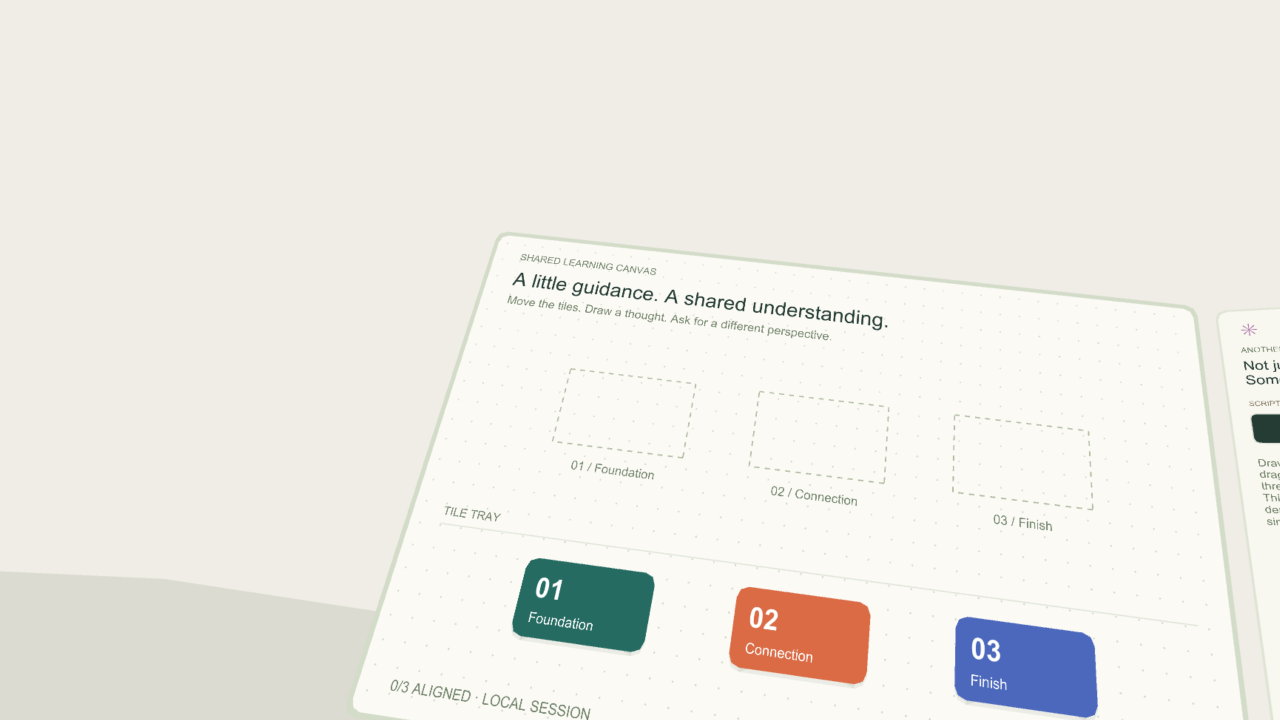 SHARED LEARNING CANVAS
A little guidance. A shared understanding.
Move the tiles. Draw a thought. Ask for a different perspective.
01 / Foundation
02 / Connection
03 / Finish
TILE TRAY
01
Foundation
02
Connection
03
Finish
0/3 ALIGNED · LOCAL SESSION
Not